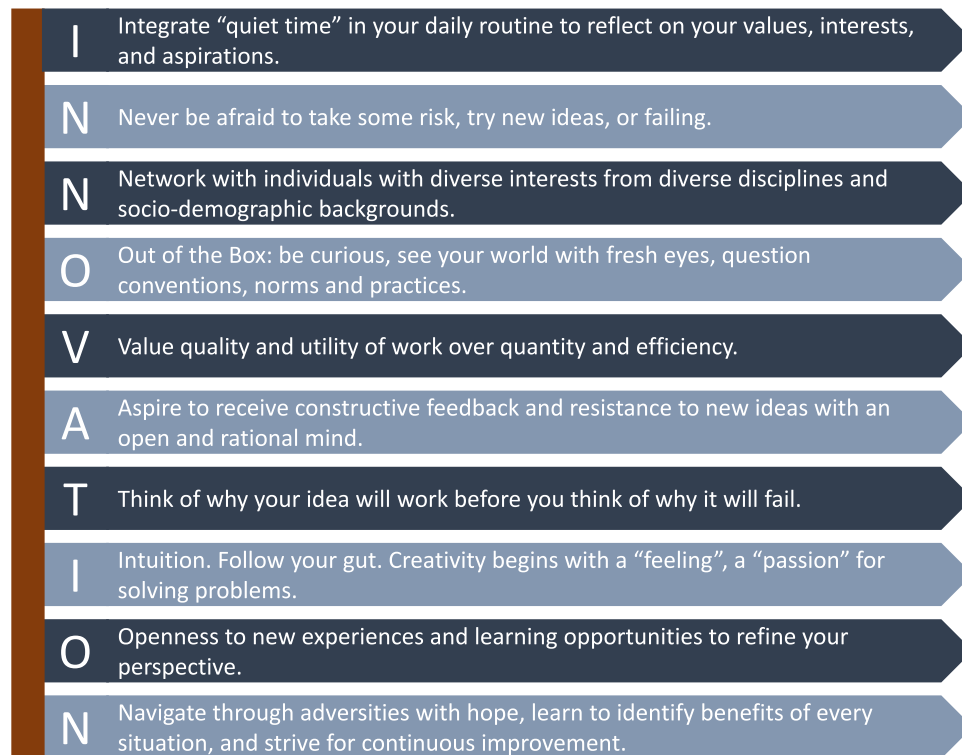 I Integrate “quiet time” in your daily routine to reflect on your values, interests,
and aspirations.
N Never be afraid to take some risk, try new ideas, or failing.
N Network with individuals with diverse interests from diverse disciplines and
socio-demographic backgrounds.
O Out of the Box: be curious, see your world with fresh eyes, question
conventions, norms and practices.
V Value quality and utility of work over quantity and efficiency.
A Aspire to receive constructive feedback and resistance to new ideas with an
open and rational mind.
T Think of why your idea will work before you think of why it will fail.
I Intuition. Follow your gut. Creativity begins with a “feeling”, a “passion” for
solving problems.
O Openness to new experiences and learning opportunities to refine your
perspective.
N Navigate through adversities with hope, learn to identify benefits of every
situation, and strive for continuous improvement.